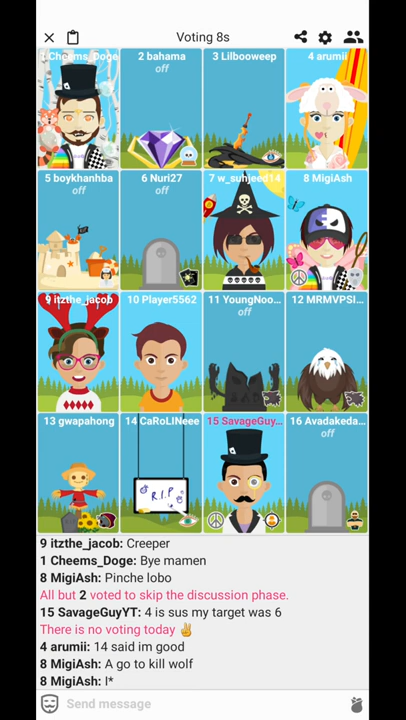 Voting 8s
1 Cheems_Doge
2 bahama
off
3 Lilbooweep
4 arumii
5 boykhanhba
off
6 Nuri27
off
7 w_suhjeed14
8 MigiAsh
9 itzthe_jacob
10 Player5562
11 YoungNoo...
off
12 MRMVPSI...
13 gwapahong
14 CaRoLINeee
R.I.P
15 SavageGuy...
16 Avadakeda...
off
9 itzthe_jacob: Creeper
1 Cheems_Doge: Bye mamen
8 MigiAsh: Pinche lobo
All but 2 voted to skip the discussion phase.
15 SavageGuyYT: 4 is sus my target was 6
There is no voting today ✌
4 arumii: 14 said im good
8 MigiAsh: A go to kill wolf
8 MigiAsh: I*
Send message